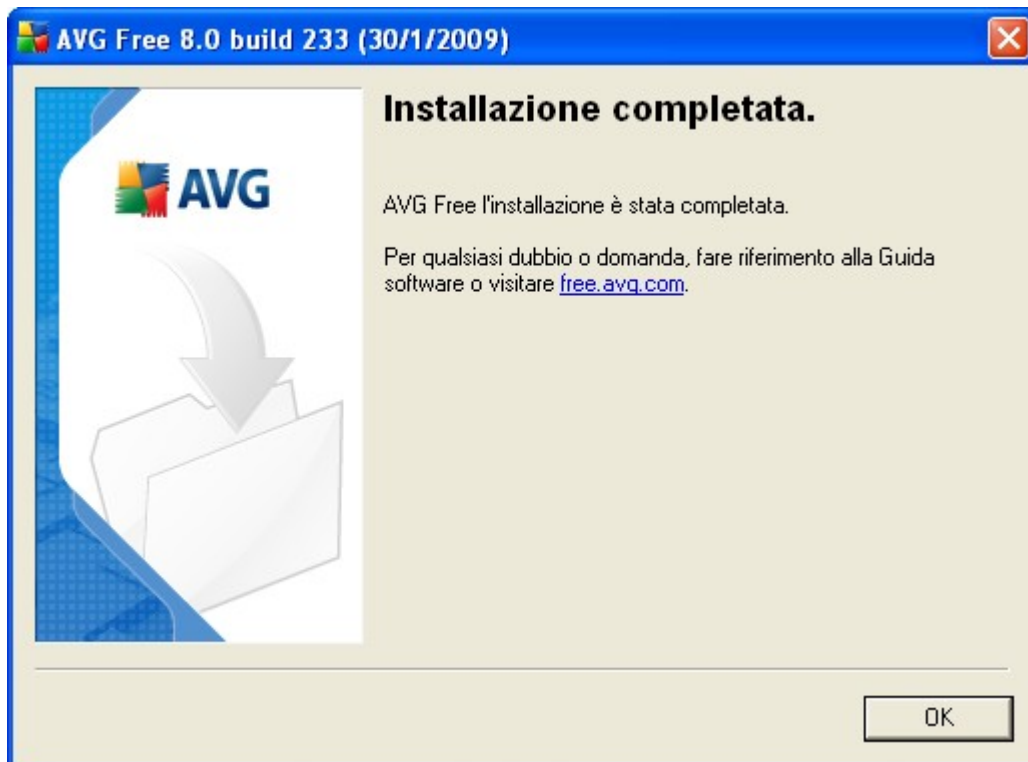 AVG Free 8.0 build 233 (30/1/2009)
AVG
Installazione completata.
AVG Free l'installazione è stata completata.
Per qualsiasi dubbio o domanda, fare riferimento alla Guida
software o visitare free.avg.com.
OK